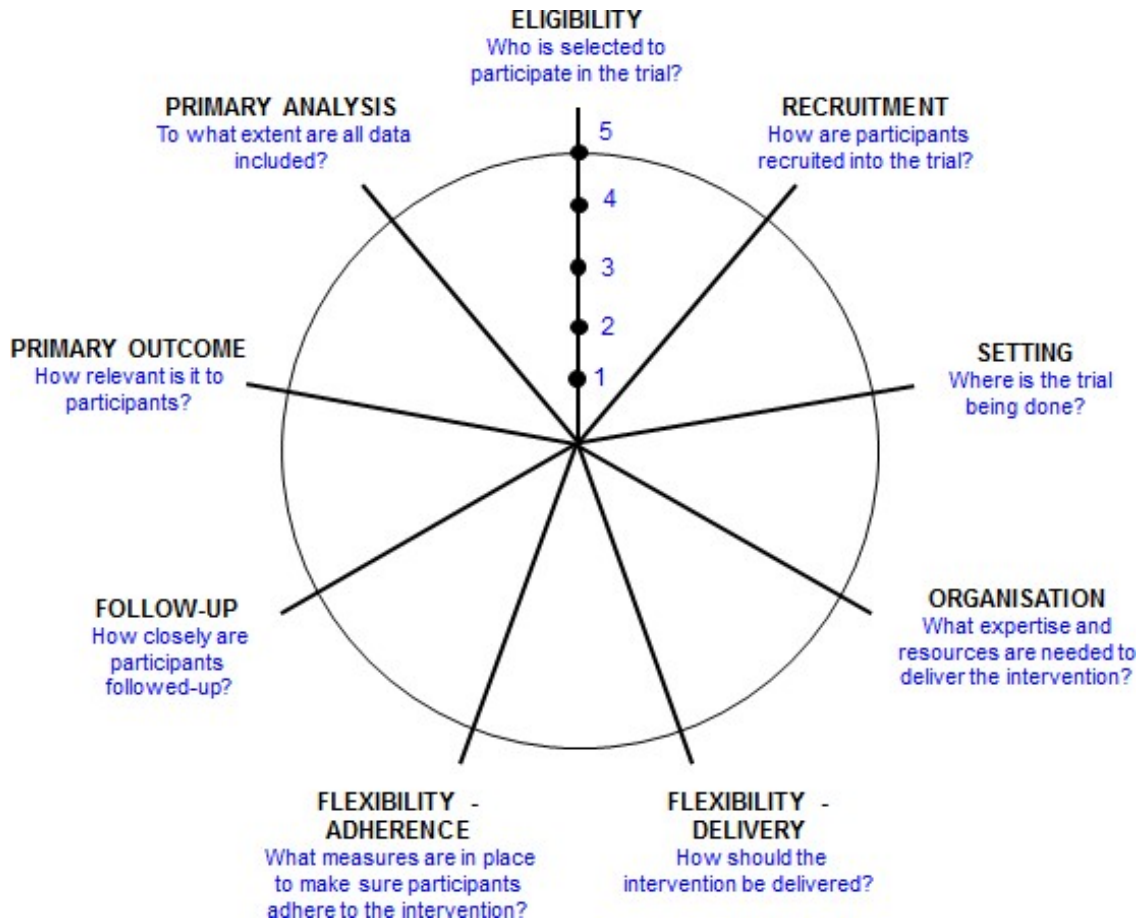 ELIGIBILITY
Who is selected to
participate in the trial?
PRIMARY ANALYSIS
To what extent are all data
included?
RECRUITMENT
How are participants
recruited into the trial?
5
4
3
2
1
PRIMARY OUTCOME
How relevant is it to
participants?
SETTING
Where is the trial
being done?
FOLLOW-UP
How closely are
participants
followed-up?
ORGANISATION
What expertise and
resources are needed to
deliver the intervention?
FLEXIBILITY -
ADHERENCE
What measures are in place
to make sure participants
adhere to the intervention?
FLEXIBILITY -
DELIVERY
How should the
intervention be delivered?